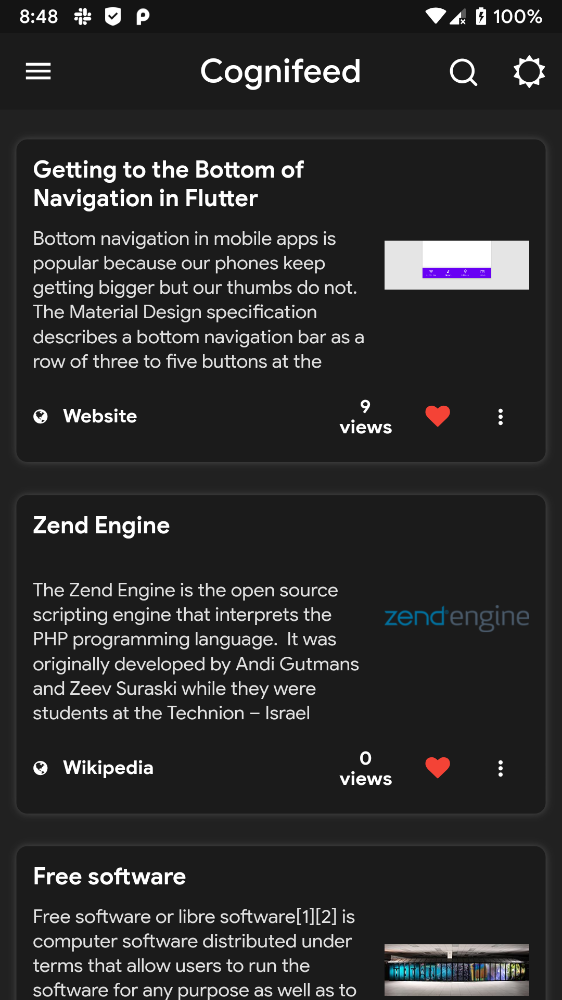 8:48
100%
Cognifeed
Getting to the Bottom of
Navigation in Flutter
Bottom navigation in mobile apps is
popular because our phones keep
getting bigger but our thumbs do not.
The Material Design specification
describes a bottom navigation bar as a
row of three to five buttons at the
Website
9
views
Zend Engine
The Zend Engine is the open source
scripting engine that interprets the
PHP programming language.  It was
originally developed by Andi Gutmans
and Zeev Suraski while they were
students at the Technion – Israel
zend engine
Wikipedia
0
views
Free software
Free software or libre software[1][2] is
computer software distributed under
terms that allow users to run the
software for any purpose as well as to
TITAN